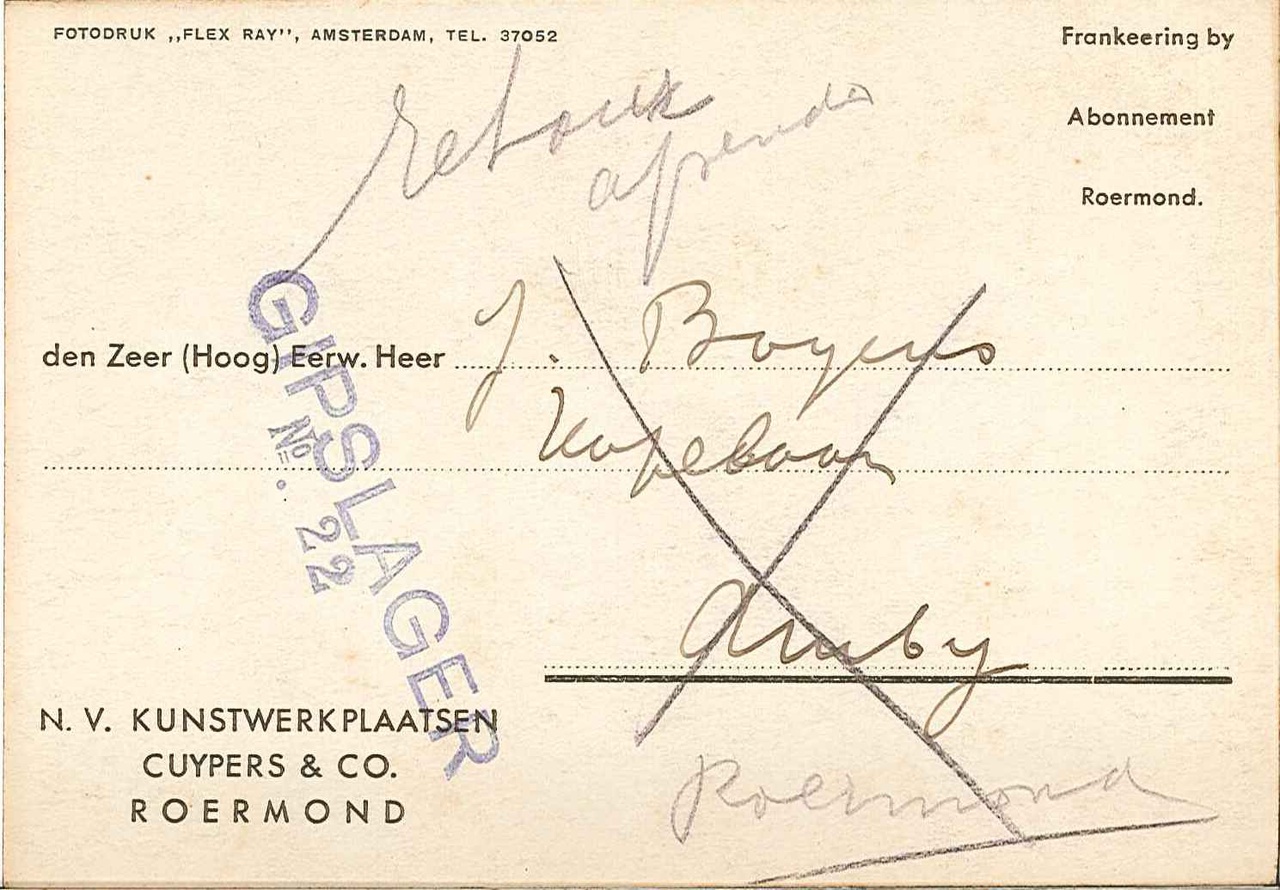 FOTODRUK ,,FLEX RAY'', AMSTERDAM, TEL. 37052
Frankeering by
Abonnement
Roermond.
retour
afzender
den Zeer (Hoog) Eerw. Heer J. Boyens
Amby
GIPSLAGER
No. 22
N. V. KUNSTWERKPLAATSEN
CUYPERS & CO.
ROERMOND
Roermond